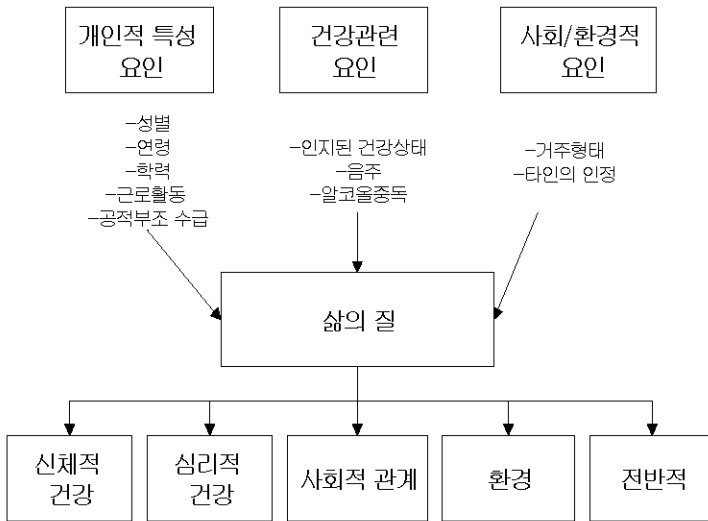 개인적 특성
요인
건강관련
요인
사회/환경적
요인
-성별
-연령
-학력
-근로활동
-공적부조 수급
-인지된 건강상태
-음주
-알코올중독
-거주형태
-타인의 인정
삶의 질
신체적
건강
심리적
건강
사회적 관계
환경
전반적